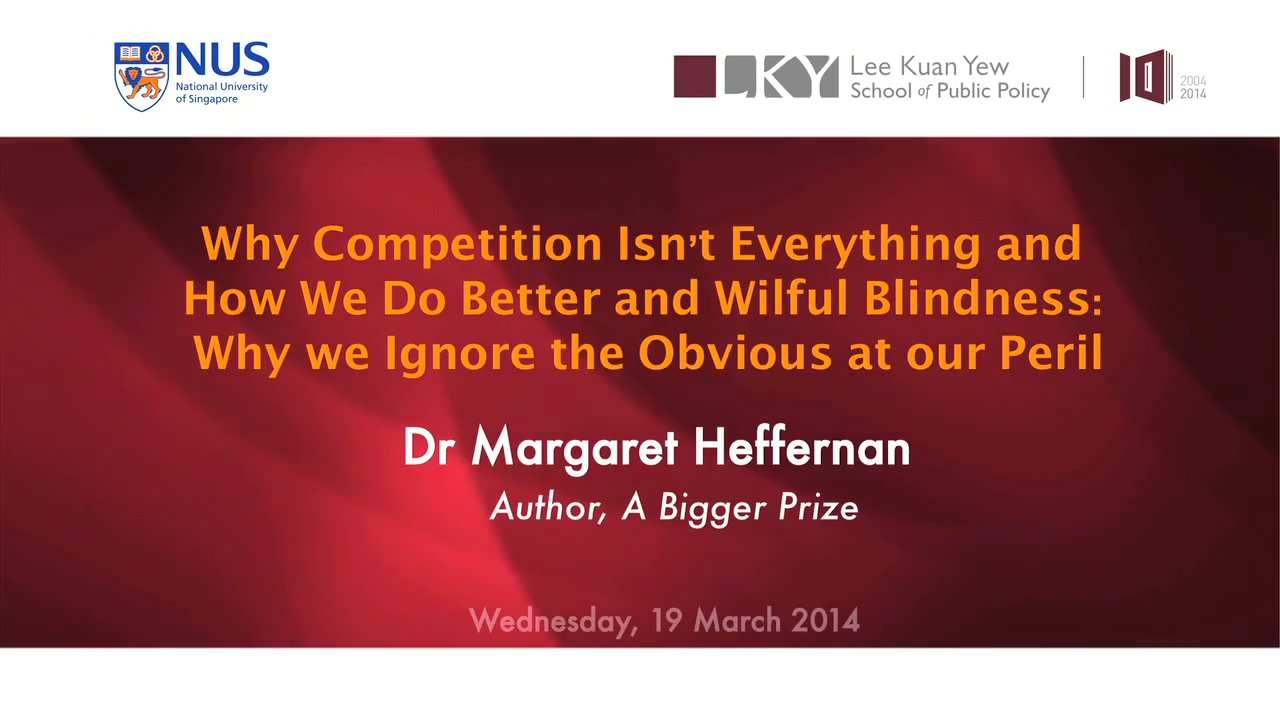 NUS
National University
of Singapore
LKY
Lee Kuan Yew
School of Public Policy
2004
2014
Why Competition Isn't Everything and
How We Do Better and Wilful Blindness:
Why we Ignore the Obvious at our Peril
Dr Margaret Heffernan
Author, A Bigger Prize
Wednesday, 19 March 2014